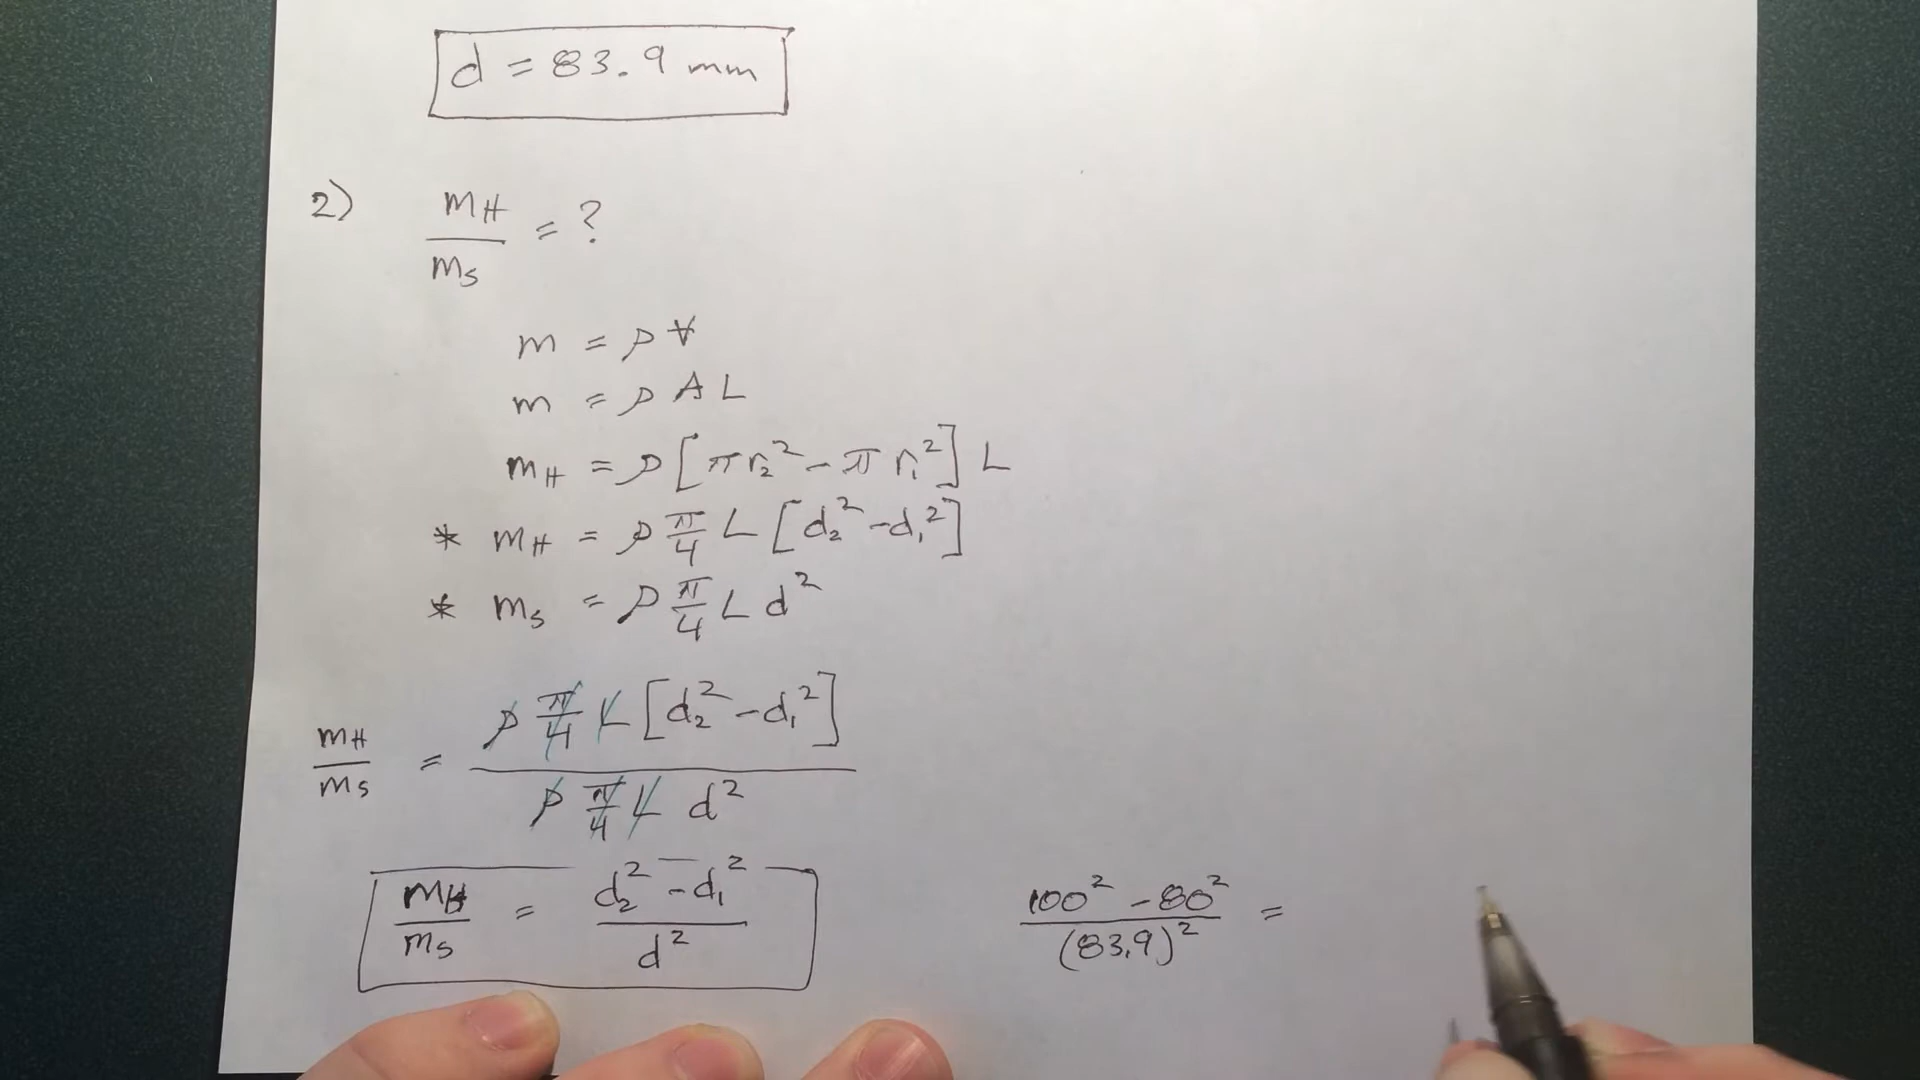 d = 83.9 mm
2) mH/mS = ?
m = ρV
m = ρAL
mH = ρ[πr₂² - πr₁²]L
* mH = ρ π/4 L [d₂² - d₁²]
* mS = ρ π/4 L d²
mH/mS = ρ π/4 L [d₂² - d₁²] / ρ π/4 L d²
mH/mS = d₂² - d₁² / d²
100² - 80² / (83.9)² =